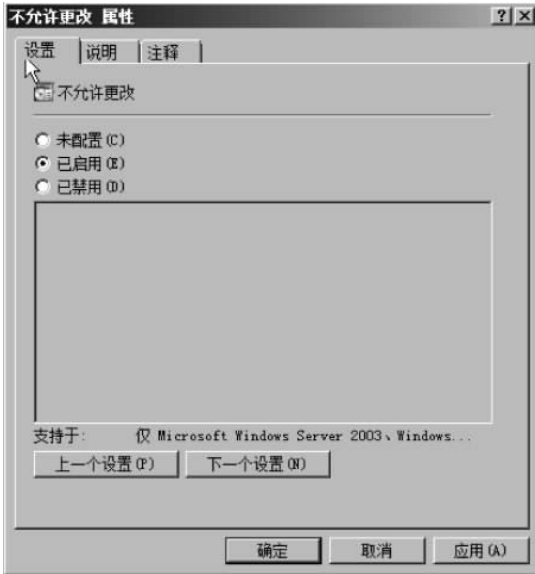 不允许更改 属性
设置 说明 注释
不允许更改
未配置(C)
已启用(E)
已禁用(D)
支持于: 仅 Microsoft Windows Server 2003、Windows...
上一个设置(P) 下一个设置(N)
确定 取消 应用(A)